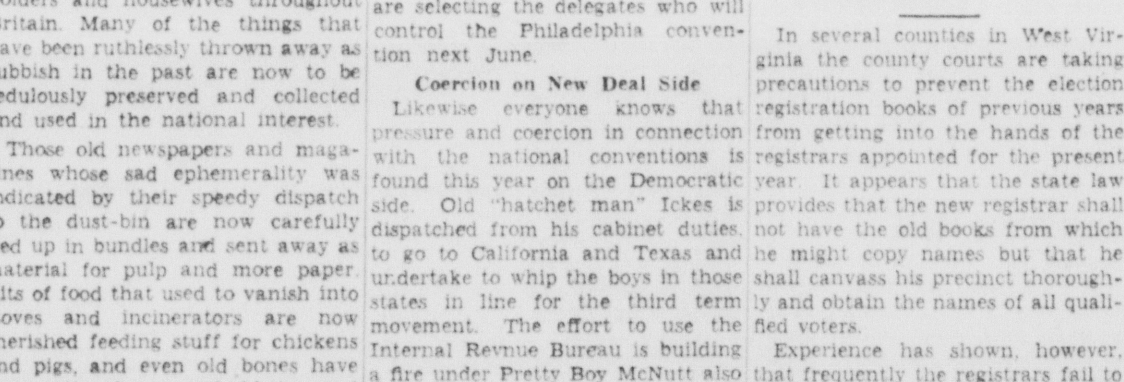 olders and housewives throughout
Britain. Many of the things that
ave been ruthlessly thrown away as
ubbish in the past are now to be
edulously preserved and collected
nd used in the national interest.
Those old newspapers and maga-
ines whose sad ephemerality was
ndicated by their speedy dispatch
o the dust-bin are now carefully
ied up in bundles and sent away as
naterial for pulp and more paper.
its of food that used to vanish into
toves and incinerators are now
herished feeding stuff for chickens
nd pigs, and even old bones have
are selecting the delegates who will
control the Philadelphia conven-
tion next June.
Coercion on New Deal Side
Likewise everyone knows that
pressure and coercion in connection
with the national conventions is
found this year on the Democratic
side. Old "hatchet man" Ickes is
dispatched from his cabinet duties,
to go to California and Texas and
undertake to whip the boys in those
states in line for the third term
movement. The effort to use the
Internal Revnue Bureau is building
a fire under Pretty Boy McNutt also
In several counties in West Vir-
ginia the county courts are taking
precautions to prevent the election
registration books of previous years
from getting into the hands of the
registrars appointed for the present
year. It appears that the state law
provides that the new registrar shall
not have the old books from which
he might copy names but that he
shall canvass his precinct thorough-
ly and obtain the names of all quali-
fied voters.
Experience has shown, however,
that frequently the registrars fail to